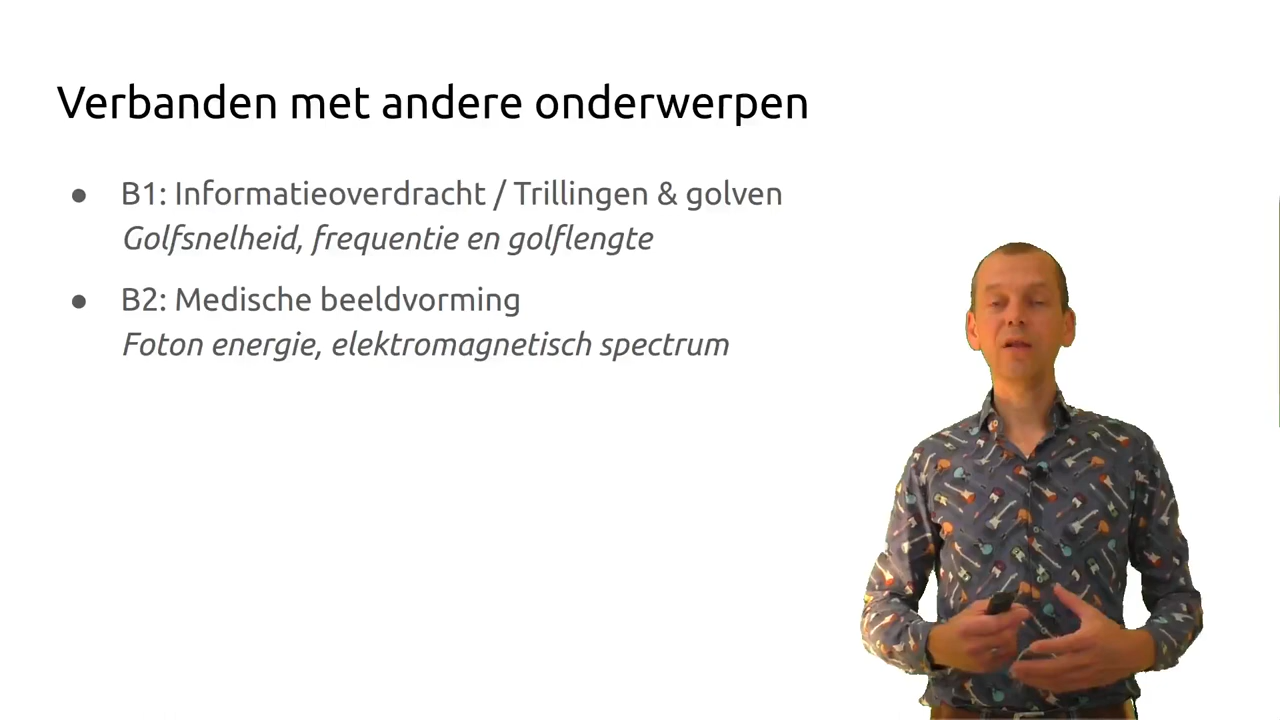 Verbanden met andere onderwerpen
● B1: Informatieoverdracht / Trillingen & golven
Golfsnelheid, frequentie en golflengte
● B2: Medische beeldvorming
Foton energie, elektromagnetisch spectrum